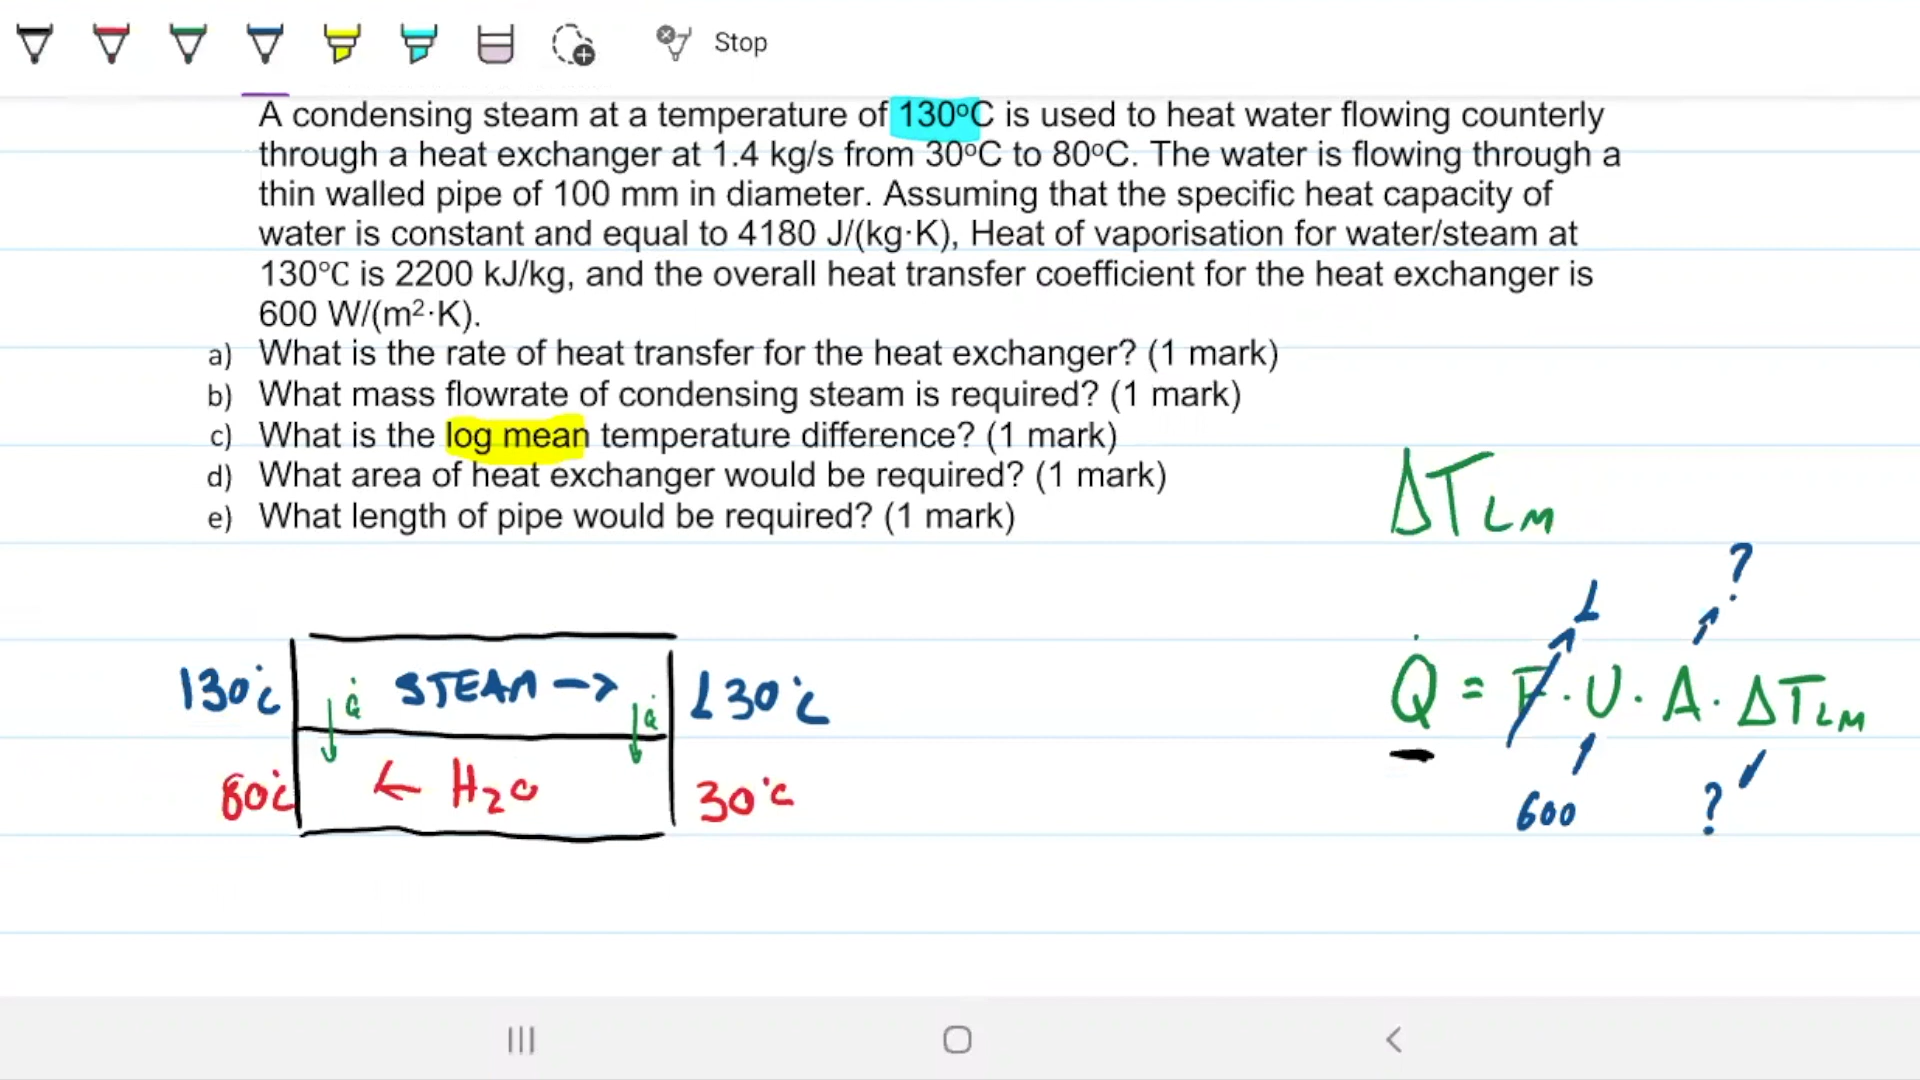 Stop
A condensing steam at a temperature of 130°C is used to heat water flowing counterly
through a heat exchanger at 1.4 kg/s from 30°C to 80°C. The water is flowing through a
thin walled pipe of 100 mm in diameter. Assuming that the specific heat capacity of
water is constant and equal to 4180 J/(kg·K), Heat of vaporisation for water/steam at
130°C is 2200 kJ/kg, and the overall heat transfer coefficient for the heat exchanger is
600 W/(m²·K).
a) What is the rate of heat transfer for the heat exchanger? (1 mark)
b) What mass flowrate of condensing steam is required? (1 mark)
c) What is the log mean temperature difference? (1 mark)
d) What area of heat exchanger would be required? (1 mark)
e) What length of pipe would be required? (1 mark)
ΔTLM
?
1
Q̇ = F · U · A · ΔTLM
600
?
130°C
Q̇
STEAM →
Q̇
130°C
80°C
← H2O
30°C